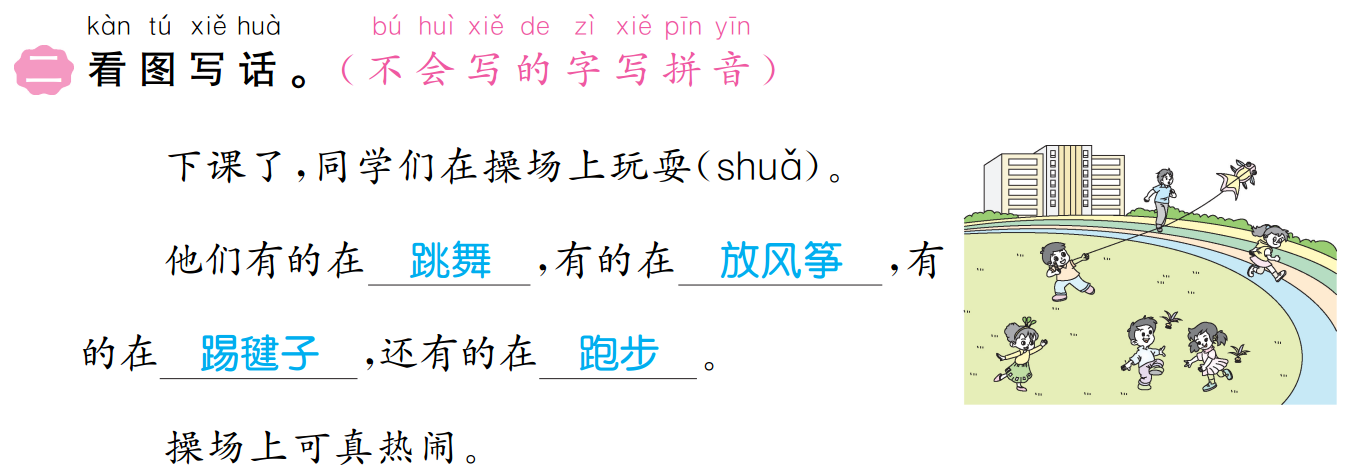 kàn tú xiě huà bú huì xiě de zì xiě pīn yīn
二 看图写话。（不会写的字写拼音）
下课了，同学们在操场上玩耍（shuǎ）。
他们有的在 跳舞 ，有的在 放风筝 ，有
的在 踢毽子 ，还有的在 跑步 。
操场上可真热闹。